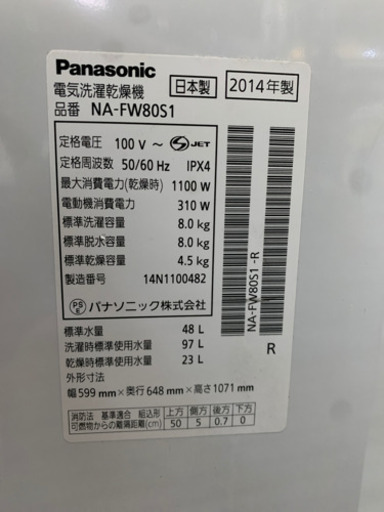 Panasonic
日本製 2014年製
電気洗濯乾燥機
品番 NA-FW80S1
定格電圧 100 V ～ S JET
定格周波数 50/60 Hz IPX4
最大消費電力(乾燥時) 1100 W
電動機消費電力 310 W
標準洗濯容量 8.0 kg
標準脱水容量 8.0 kg
標準乾燥容量 4.5 kg
製造番号 14N1100482
PS E パナソニック株式会社
標準水量 48 L
洗濯時標準使用水量 97 L
乾燥時標準使用水量 23 L
外形寸法
幅 599 mm×奥行 648 mm×高さ 1071 mm
消防法 基準適合 組込形 上方 側方 後方 下方
可燃物からの離隔距離(cm) 50 5 0.7 0
NA-FW80S1 -R
R